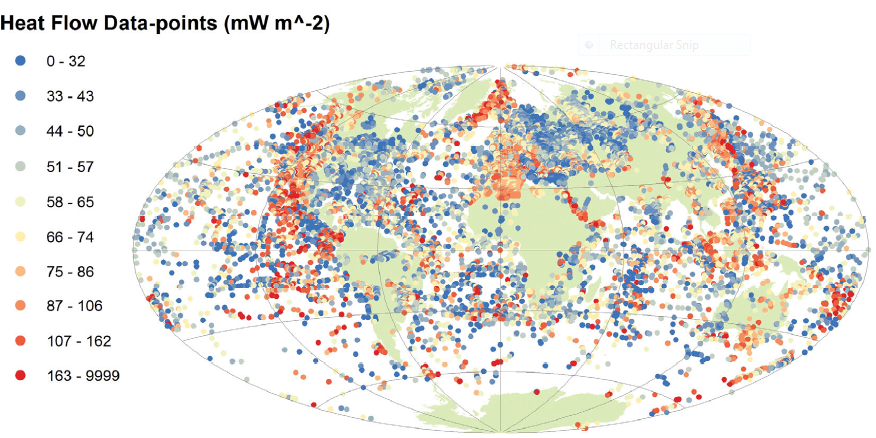 Heat Flow Data-points (mW m^-2)
Rectangular Snip
0 - 32
33 - 43
44 - 50
51 - 57
58 - 65
66 - 74
75 - 86
87 - 106
107 - 162
163 - 9999